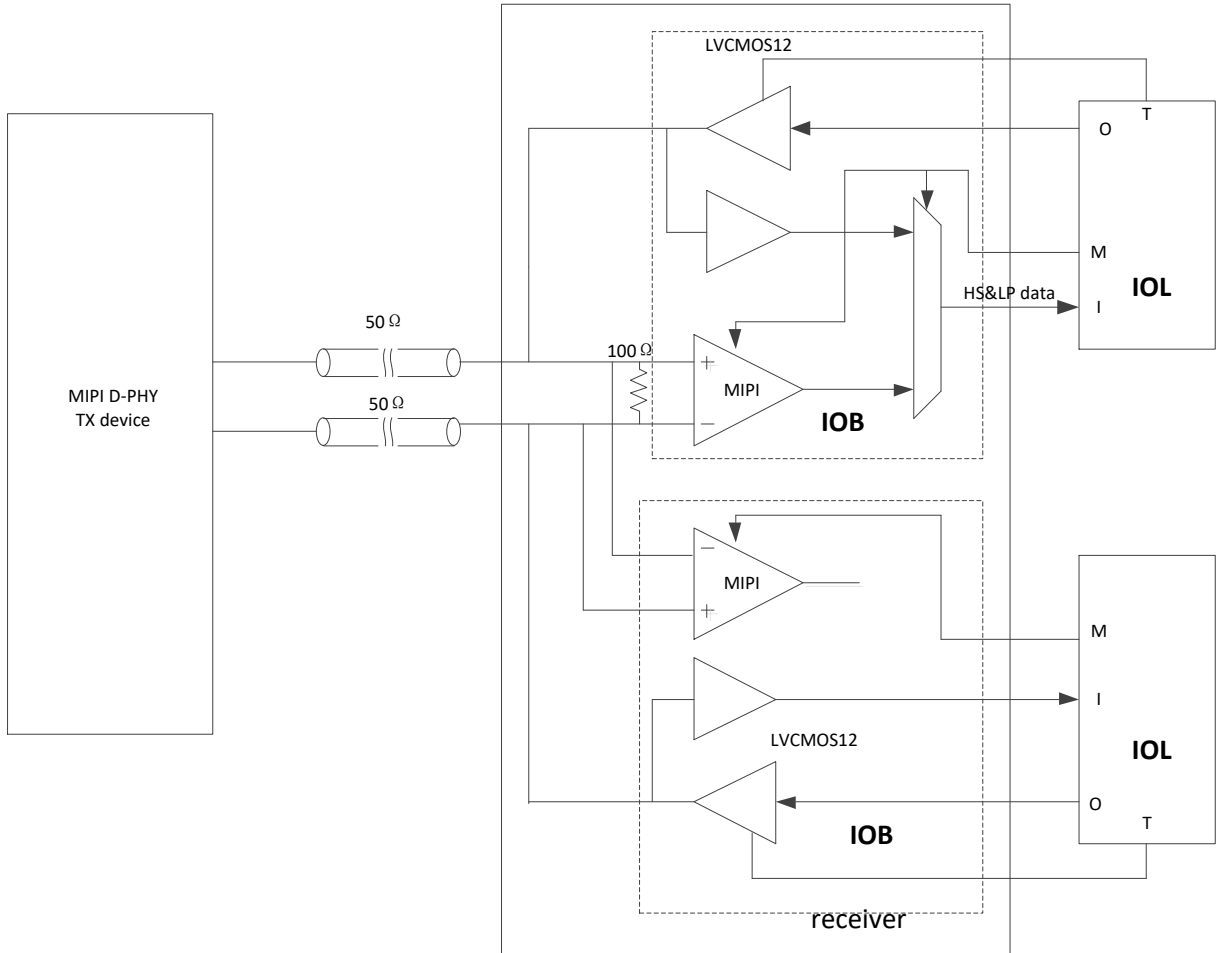 LVCMOS12
T
O
M
IOL
HS&LP data
I
50 Ω
100 Ω
+
MIPI
−
IOB
MIPI D-PHY
TX device
50 Ω
−
MIPI
+
M
I
LVCMOS12
IOL
O
IOB
T
receiver